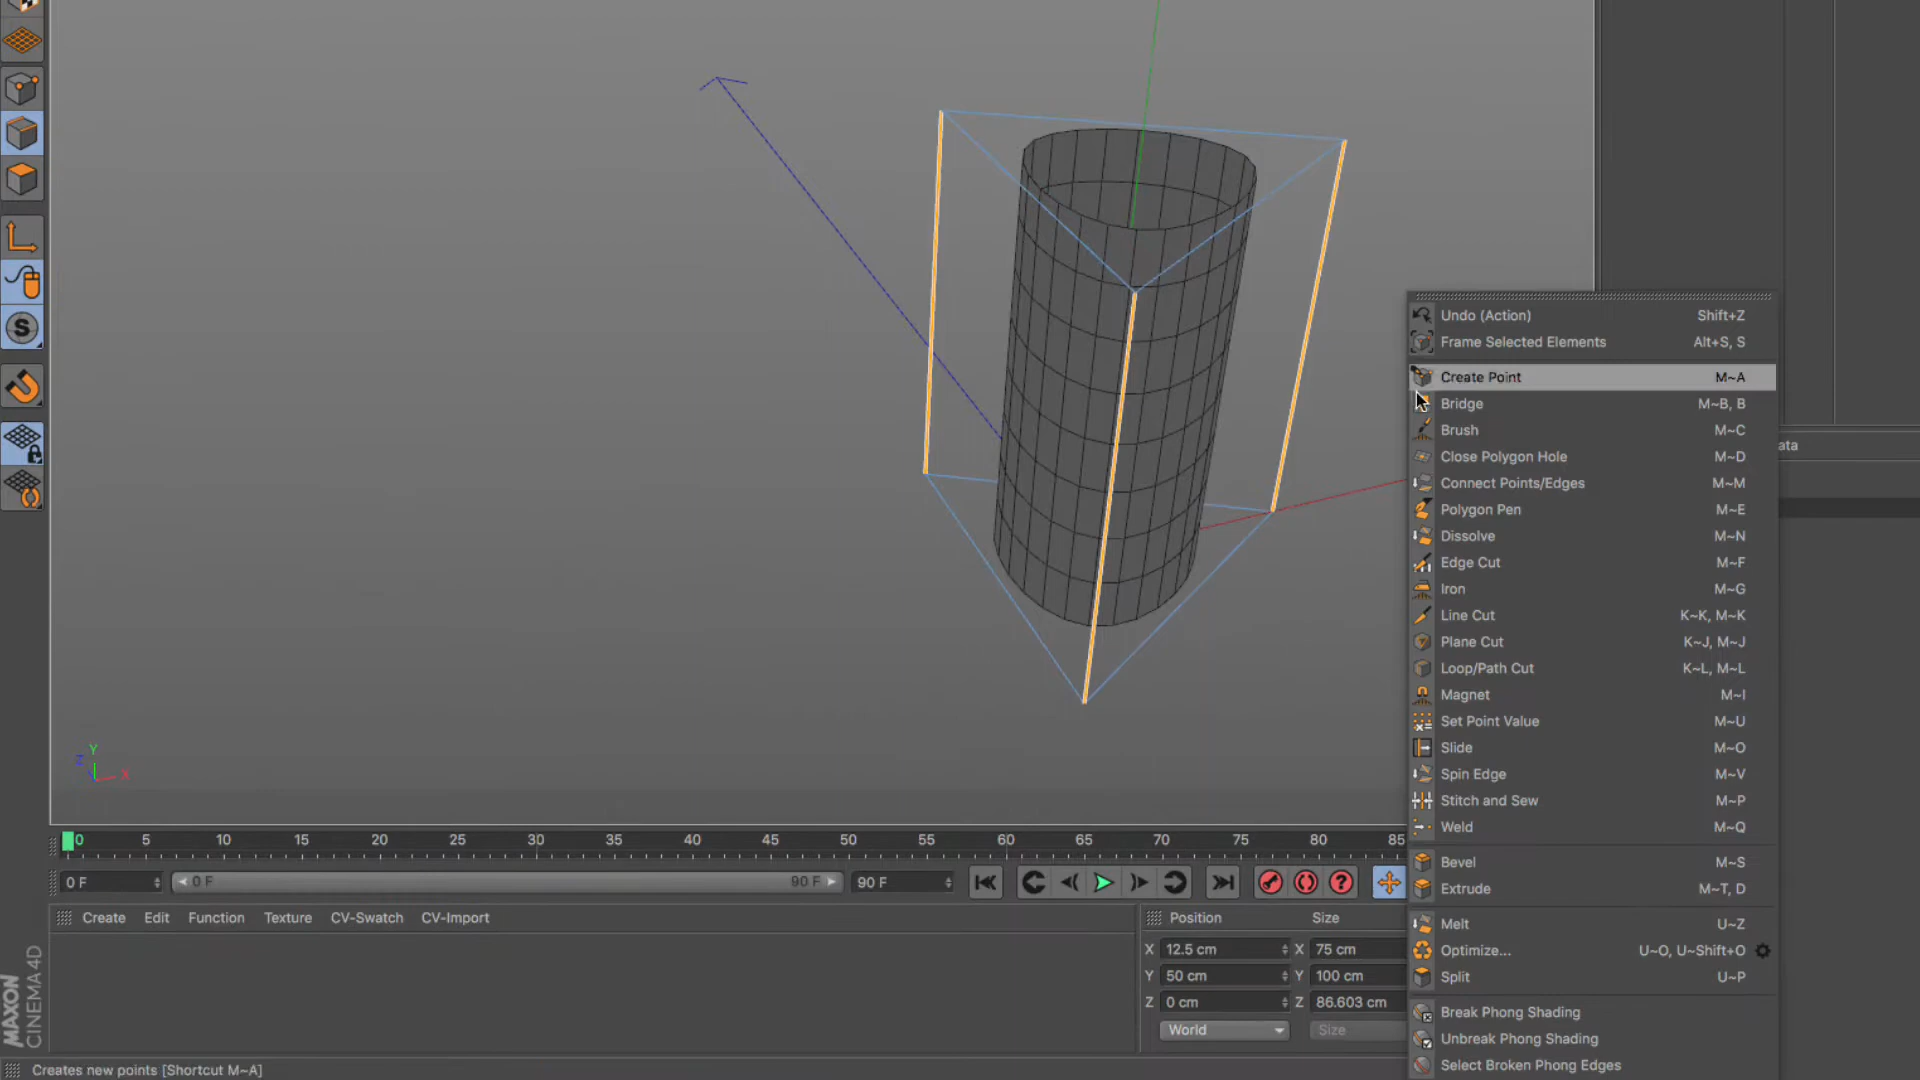 Undo (Action) Shift+Z
Frame Selected Elements Alt+S, S
Create Point M~A
Bridge M~B, B
Brush M~C
Close Polygon Hole M~D
Connect Points/Edges M~M
Polygon Pen M~E
Dissolve M~N
Edge Cut M~F
Iron M~G
Line Cut K~K, M~K
Plane Cut K~J, M~J
Loop/Path Cut K~L, M~L
Magnet M~I
Set Point Value M~U
Slide M~O
Spin Edge M~V
Stitch and Sew M~P
Weld M~Q
Bevel M~S
Extrude M~T, D
Melt U~Z
Optimize... U~O, U~Shift+O
Split U~P
Break Phong Shading
Unbreak Phong Shading
Select Broken Phong Edges
ata
S
Y
Z X
0 5 10 15 20 25 30 35 40 45 50 55 60 65 70 75 80 85
0 F 0 F 90 F 90 F
?
Create Edit Function Texture CV-Swatch CV-Import
Position Size
X 12.5 cm X 75 cm
Y 50 cm Y 100 cm
Z 0 cm Z 86.603 cm
World Size
MAXON
CINEMA4D
Creates new points [Shortcut M~A]